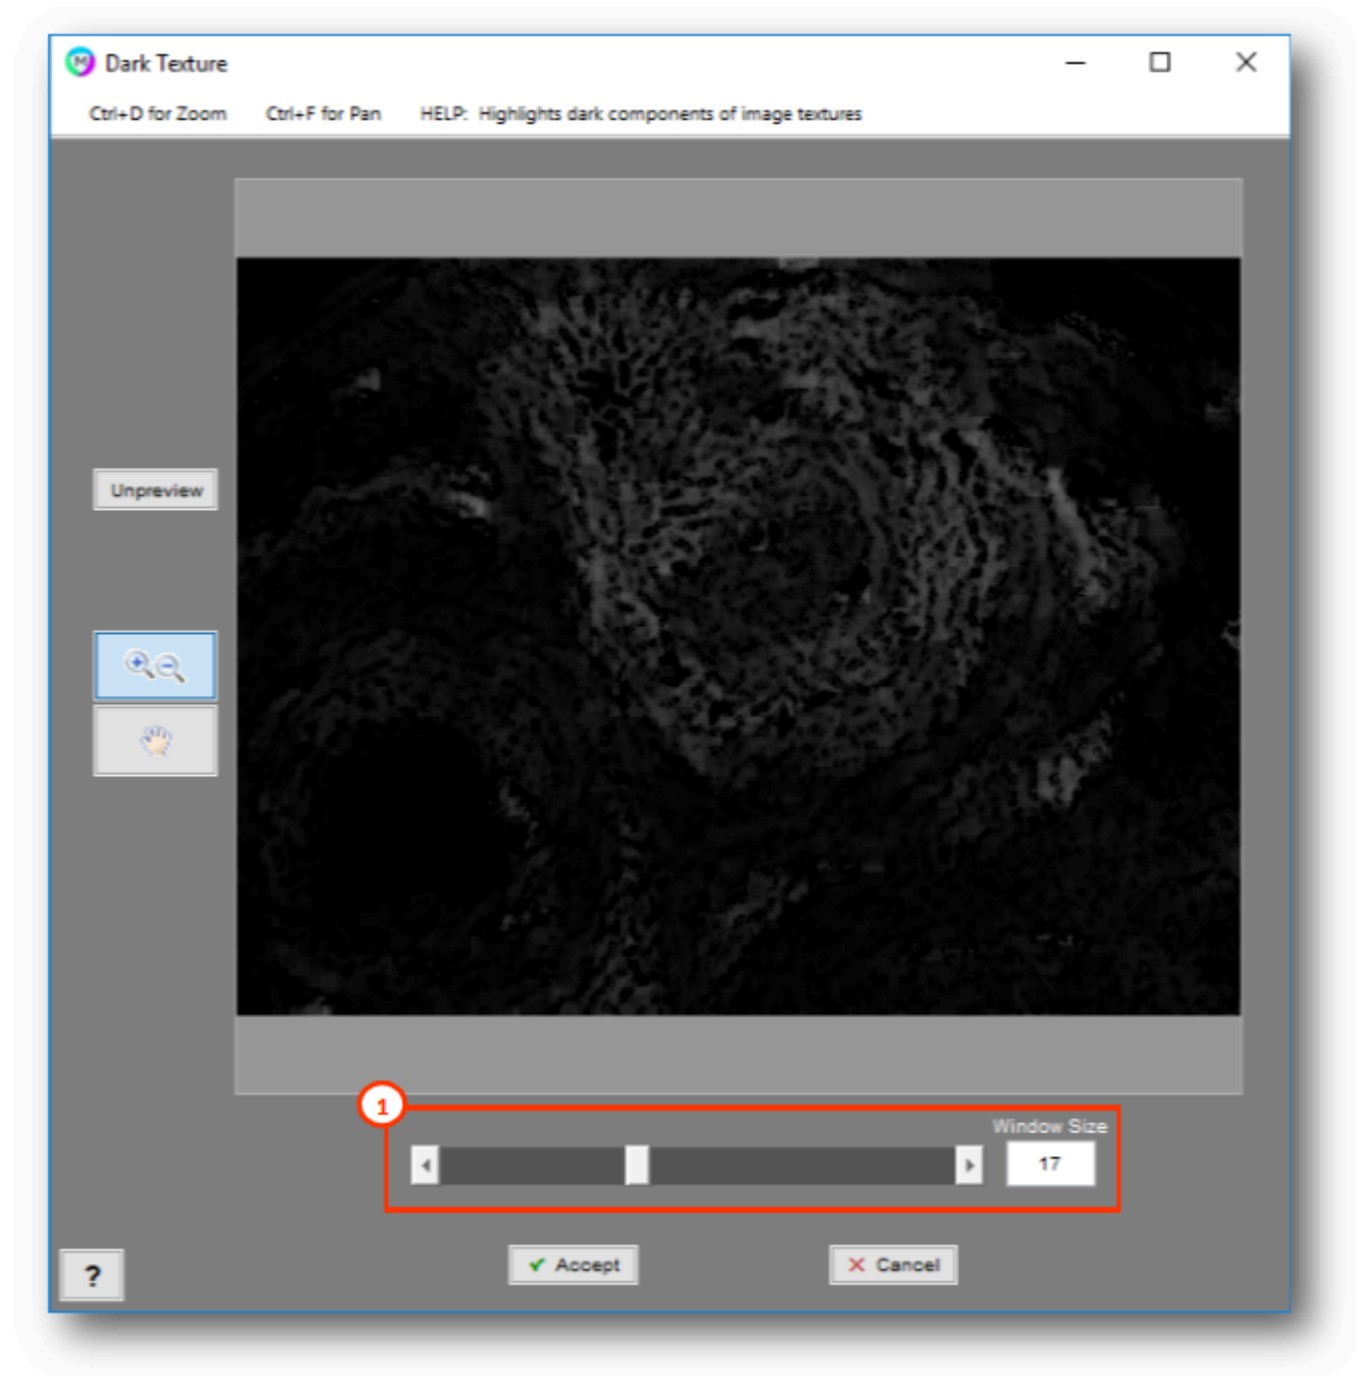 Dark Texture
Ctrl+D for Zoom Ctrl+F for Pan HELP: Highlights dark components of image textures
Unpreview
1
Window Size
17
Accept Cancel
?